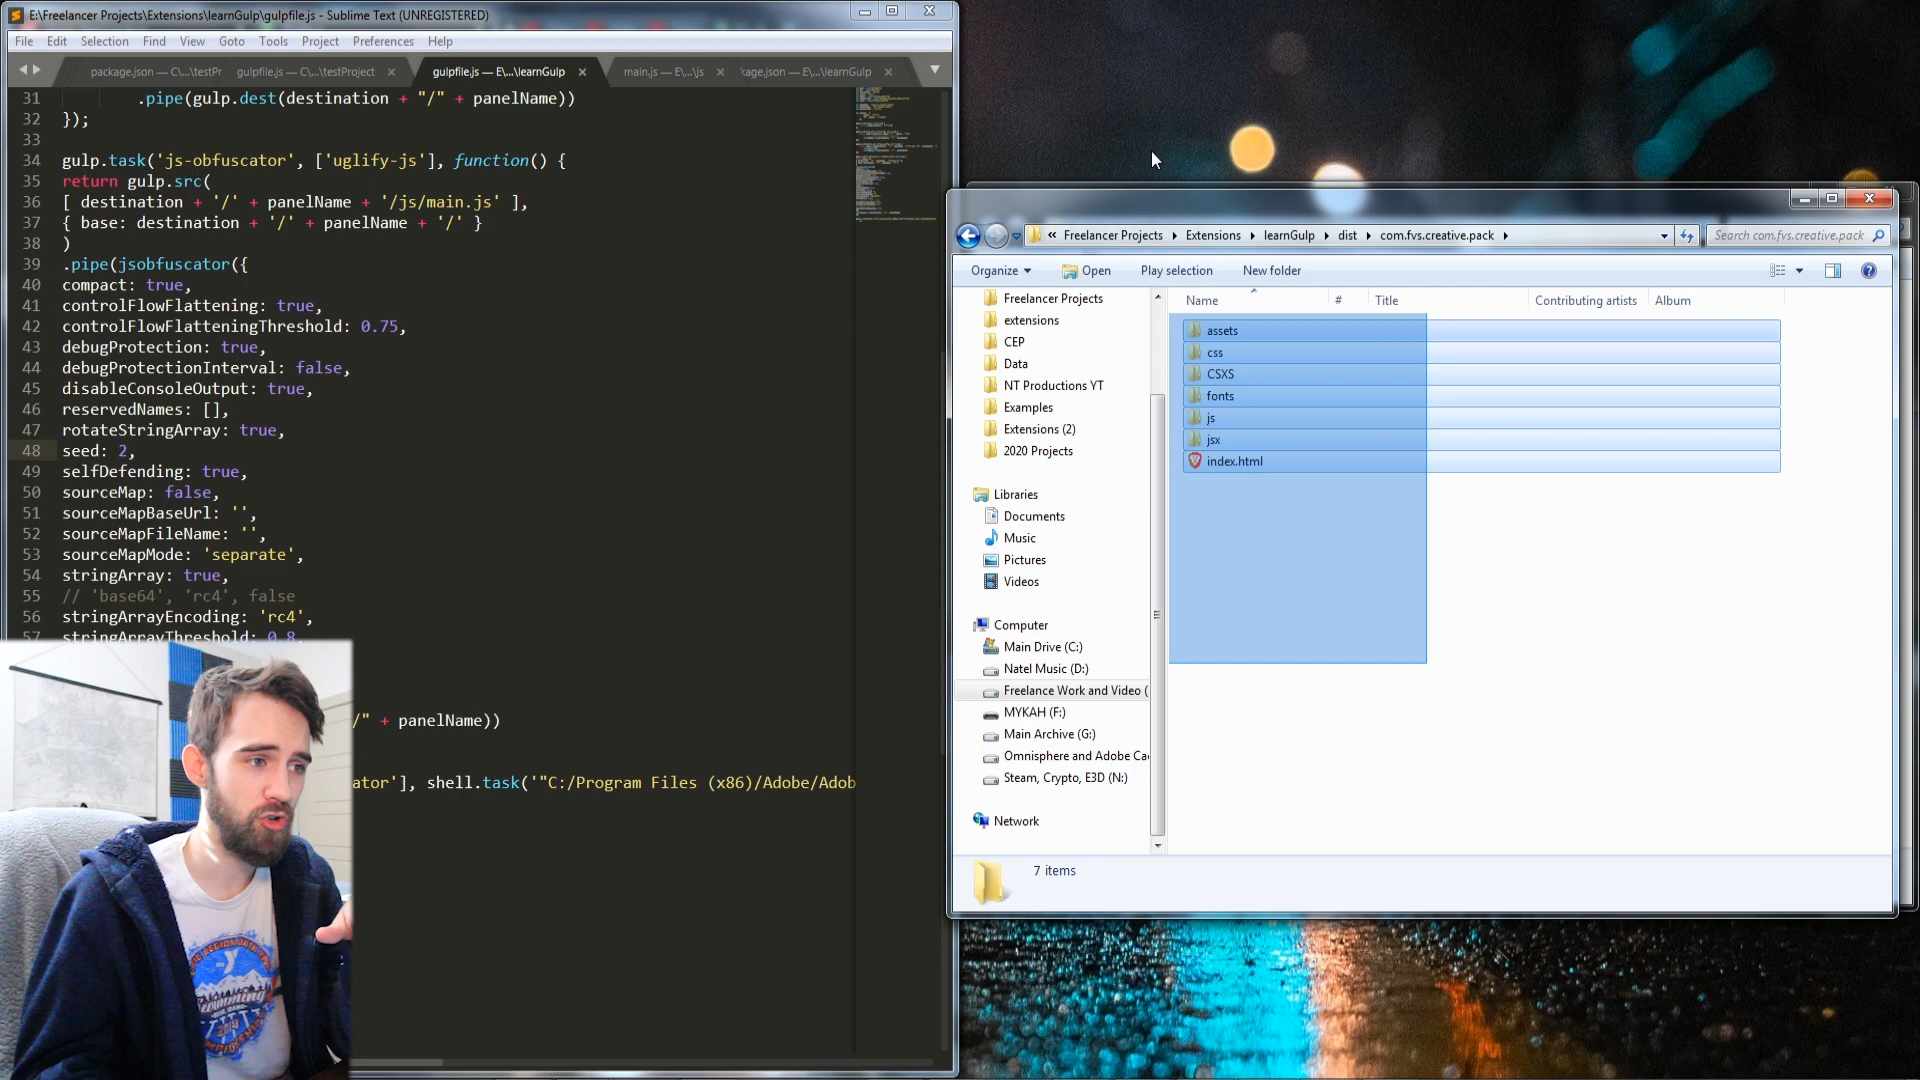 E:\Freelancer Projects\Extensions\learnGulp\gulpfile.js - Sublime Text (UNREGISTERED)
File Edit Selection Find View Goto Tools Project Preferences Help
package.json — C\...\testPr gulpfile.js — C\...\testProject gulpfile.js — E\...\learnGulp main.js — E\...\js kage.json — E\...\learnGulp
31 .pipe(gulp.dest(destination + "/" + panelName))
32 });
33
34 gulp.task('js-obfuscator', ['uglify-js'], function() {
35 return gulp.src(
36 [ destination + '/' + panelName + '/js/main.js' ],
37 { base: destination + '/' + panelName + '/' }
38 )
39 .pipe(jsobfuscator({
40 compact: true,
41 controlFlowFlattening: true,
42 controlFlowFlatteningThreshold: 0.75,
43 debugProtection: true,
44 debugProtectionInterval: false,
45 disableConsoleOutput: true,
46 reservedNames: [],
47 rotateStringArray: true,
48 seed: 2,
49 selfDefending: true,
50 sourceMap: false,
51 sourceMapBaseUrl: '',
52 sourceMapFileName: '',
53 sourceMapMode: 'separate',
54 stringArray: true,
55 // 'base64', 'rc4', false
56 stringArrayEncoding: 'rc4',
57 stringArrayThreshold: 0.8,
/" + panelName))
ator'], shell.task('"C:/Program Files (x86)/Adobe/Adob
« Freelancer Projects Extensions learnGulp dist com.fvs.creative.pack
Search com.fvs.creative.pack
Organize Open Play selection New folder
Freelancer Projects
extensions
CEP
Data
NT Productions YT
Examples
Extensions (2)
2020 Projects
Libraries
Documents
Music
Pictures
Videos
Computer
Main Drive (C:)
Natel Music (D:)
Freelance Work and Video (
MYKAH (F:)
Main Archive (G:)
Omnisphere and Adobe Ca
Steam, Crypto, E3D (N:)
Network
Name # Title Contributing artists Album
assets
css
CSXS
fonts
js
jsx
index.html
7 items